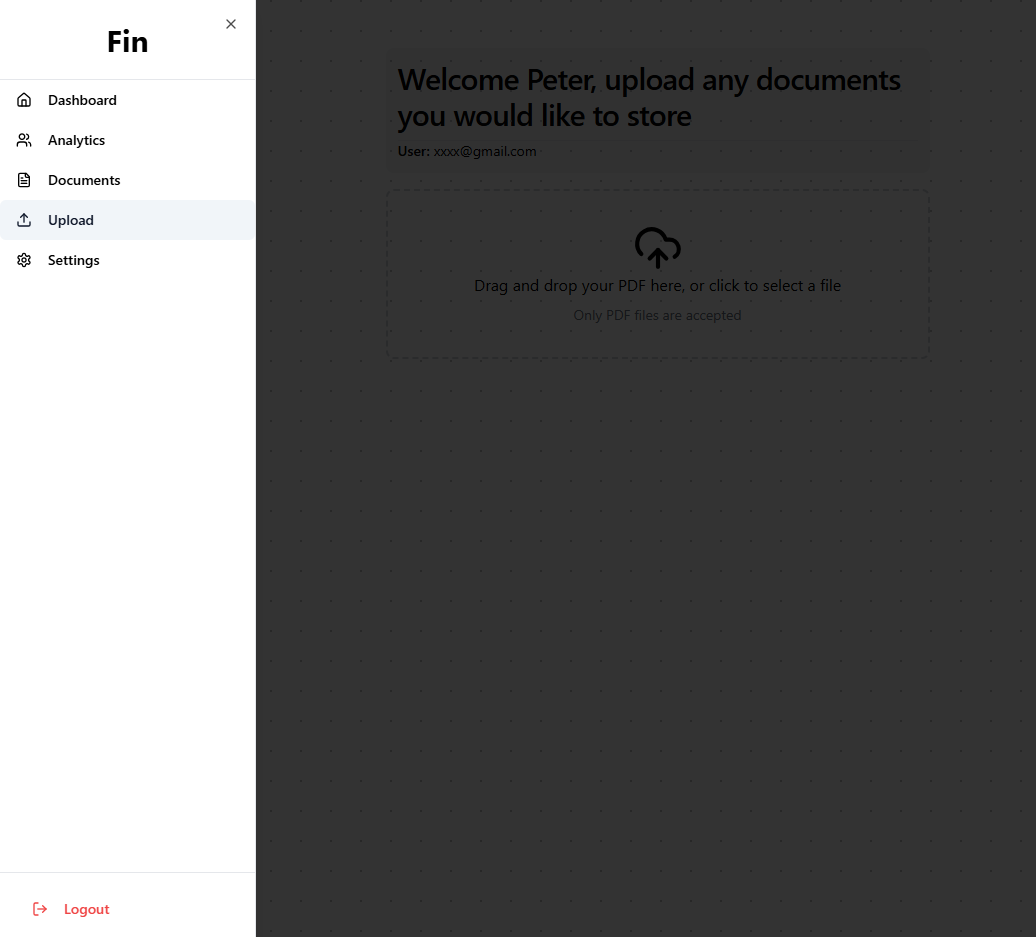 Fin
Dashboard
Analytics
Documents
Upload
Settings
Logout
Welcome Peter, upload any documents
you would like to store
User: xxxx@gmail.com
Drag and drop your PDF here, or click to select a file
Only PDF files are accepted